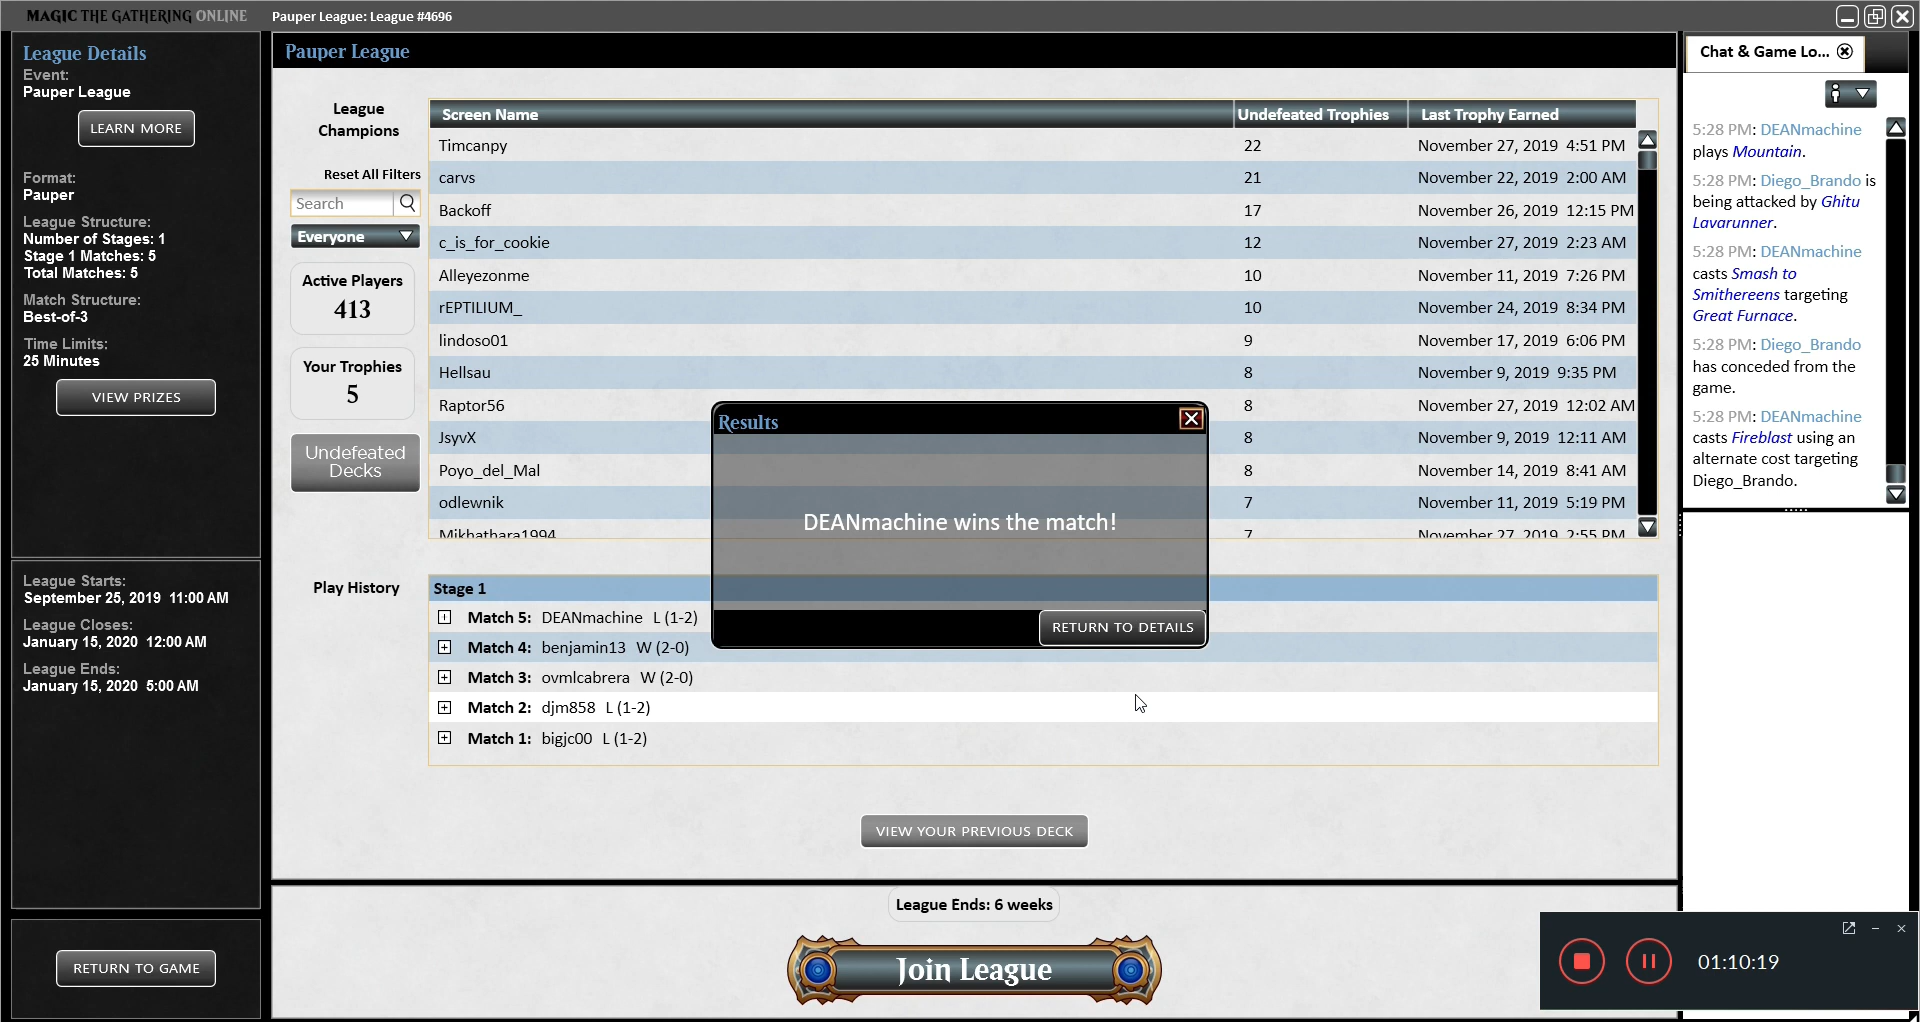 MAGIC THE GATHERING ONLINE
Pauper League: League #4696
League Details
Event:
Pauper League
LEARN MORE
Format:
Pauper
League Structure:
Number of Stages: 1
Stage 1 Matches: 5
Total Matches: 5
Match Structure:
Best-of-3
Time Limits:
25 Minutes
VIEW PRIZES
League Starts:
September 25, 2019 11:00 AM
League Closes:
January 15, 2020 12:00 AM
League Ends:
January 15, 2020 5:00 AM
RETURN TO GAME
Pauper League
League
Champions
Reset All Filters
Search
Everyone
Active Players
413
Your Trophies
5
Undefeated
Decks
Screen Name Undefeated Trophies Last Trophy Earned
Timcanpy 22 November 27, 2019 4:51 PM
carvs 21 November 22, 2019 2:00 AM
Backoff 17 November 26, 2019 12:15 PM
c_is_for_cookie 12 November 27, 2019 2:23 AM
Alleyezonme 10 November 11, 2019 7:26 PM
rEPTILIUM_ 10 November 24, 2019 8:34 PM
lindoso01 9 November 17, 2019 6:06 PM
Hellsau 8 November 9, 2019 9:35 PM
Raptor56 8 November 27, 2019 12:02 AM
JsyvX 8 November 9, 2019 12:11 AM
Poyo_del_Mal 8 November 14, 2019 8:41 AM
odlewnik 7 November 11, 2019 5:19 PM
Mikhathara1994 7 November 27, 2019 2:55 PM
Results
DEANmachine wins the match!
RETURN TO DETAILS
Play History
Stage 1
Match 5: DEANmachine L (1-2)
Match 4: benjamin13 W (2-0)
Match 3: ovmlcabrera W (2-0)
Match 2: djm858 L (1-2)
Match 1: bigjc00 L (1-2)
VIEW YOUR PREVIOUS DECK
League Ends: 6 weeks
Join League
Chat & Game Lo...
5:28 PM: DEANmachine
plays Mountain.
5:28 PM: Diego_Brando is
being attacked by Ghitu
Lavarunner.
5:28 PM: DEANmachine
casts Smash to
Smithereens targeting
Great Furnace.
5:28 PM: Diego_Brando
has conceded from the
game.
5:28 PM: DEANmachine
casts Fireblast using an
alternate cost targeting
Diego_Brando.
01:10:19